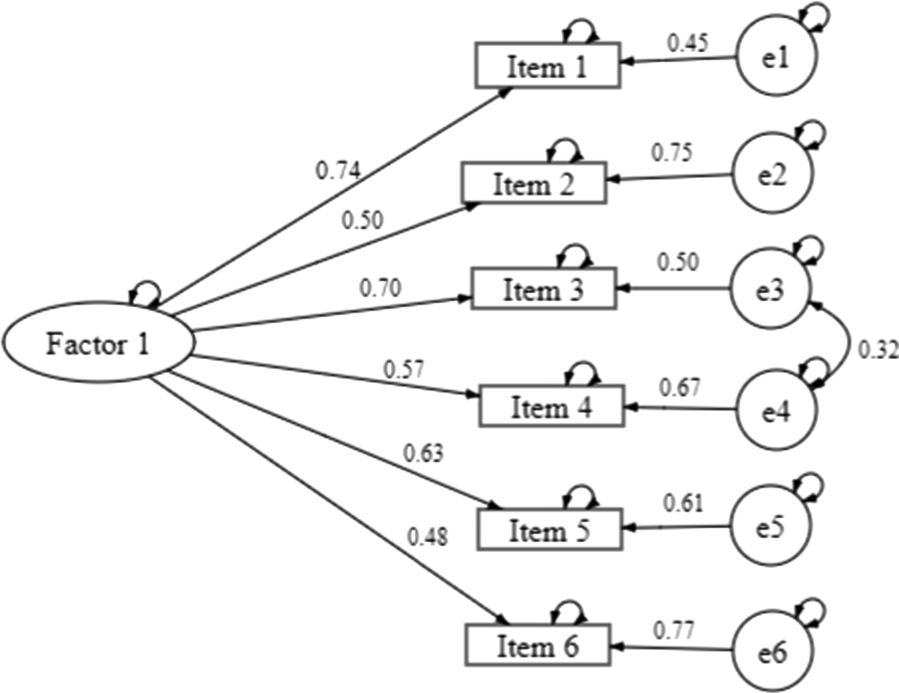 Item 1
0.45
e1
0.74
Item 2
0.75
e2
0.50
Item 3
0.50
e3
0.70
Factor 1
0.32
0.57
Item 4
0.67
e4
0.63
Item 5
0.61
e5
0.48
Item 6
0.77
e6